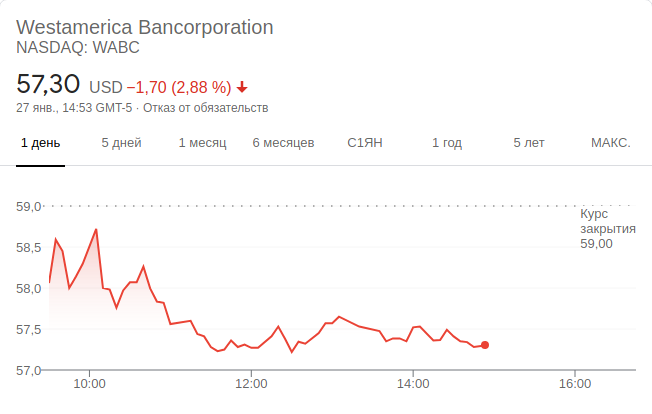 Westamerica Bancorporation
NASDAQ: WABC
57,30 USD −1,70 (2,88 %)
27 янв., 14:53 GMT-5 · Отказ от обязательств
1 день 5 дней 1 месяц 6 месяцев С1ЯН 1 год 5 лет МАКС.
59,0
Курс
закрытия
59,00
58,5
58,0
57,5
57,0
10:00 12:00 14:00 16:00